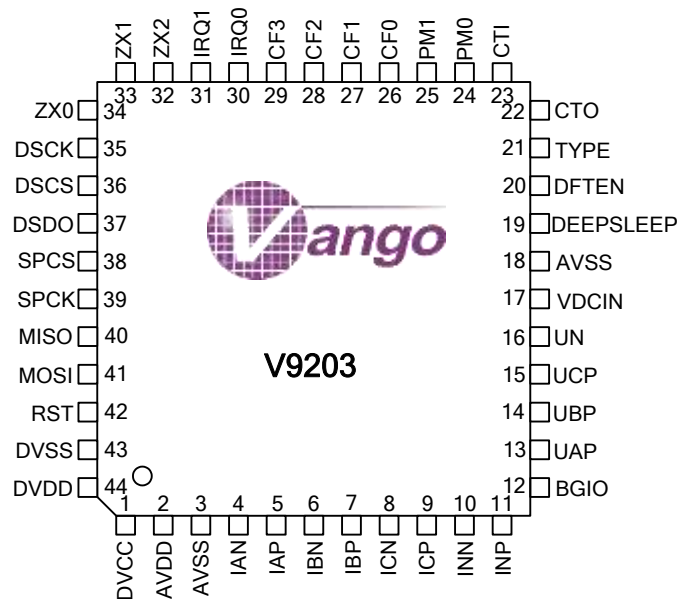 ZX1 ZX2 IRQ1 IRQ0 CF3 CF2 CF1 CF0 PM1 PM0 CTI
33 32 31 30 29 28 27 26 25 24 23
ZX0 34 22 CTO
DSCK 35 21 TYPE
DSCS 36 20 DFTEN
DSDO 37 19 DEEPSLEEP
SPCS 38 18 AVSS
SPCK 39 17 VDCIN
MISO 40 16 UN
MOSI 41 15 UCP
RST 42 14 UBP
DVSS 43 13 UAP
DVDD 44 12 BGIO
Vango
V9203
1 2 3 4 5 6 7 8 9 10 11
DVCC AVDD AVSS IAN IAP IBN IBP ICN ICP INN INP